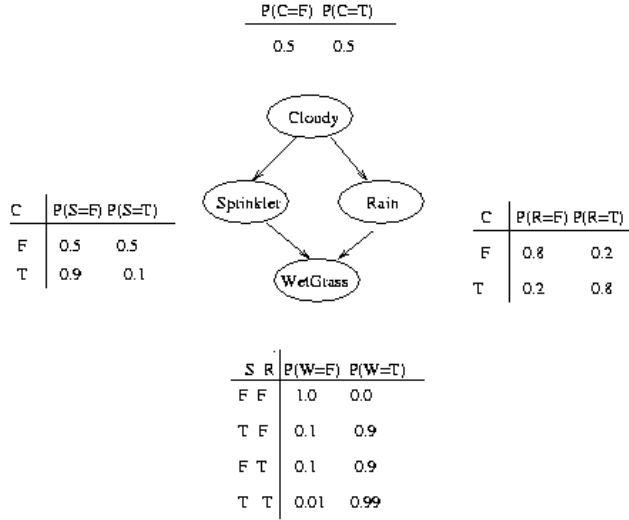 P(C=F) P(C=T)
0.5 0.5
Cloudy
Sprinkler
Rain
WetGrass
C P(S=F) P(S=T)
F 0.5 0.5
T 0.9 0.1
C P(R=F) P(R=T)
F 0.8 0.2
T 0.2 0.8
S R P(W=F) P(W=T)
F F 1.0 0.0
T F 0.1 0.9
F T 0.1 0.9
T T 0.01 0.99